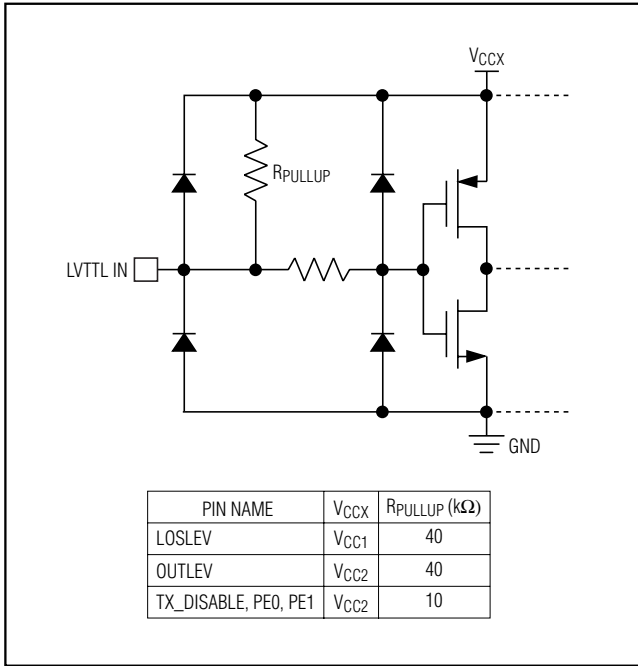 VCCX
RPULLUP
LVTTL IN
GND
PIN NAME VCCX RPULLUP (kΩ)
LOSLEV VCC1 40
OUTLEV VCC2 40
TX_DISABLE, PE0, PE1 VCC2 10